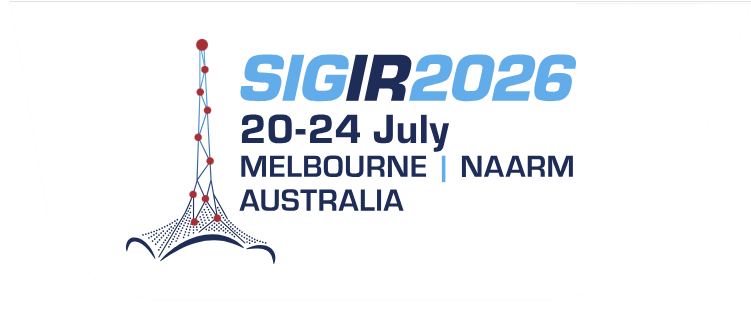 SIGIR2026
20-24 July
MELBOURNE | NAARM
AUSTRALIA